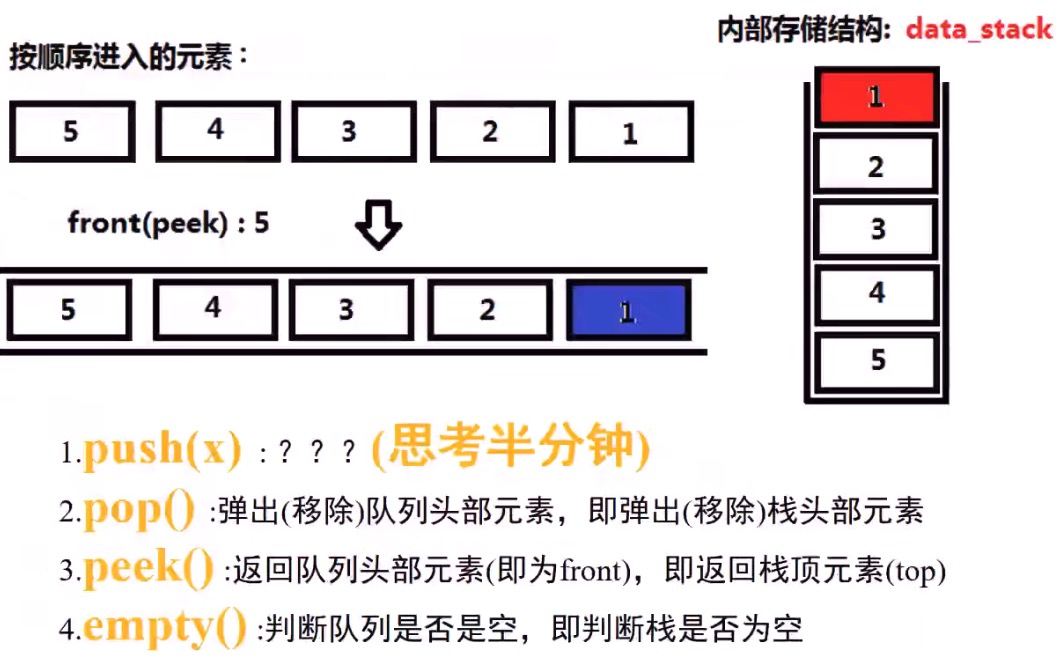 内部存储结构: data_stack
按顺序进入的元素：
5 4 3 2 1
front(peek) : 5
5 4 3 2 1
1
2
3
4
5
1.push(x) : ? ? ? (思考半分钟)
2.pop() :弹出(移除)队列头部元素，即弹出(移除)栈头部元素
3.peek() :返回队列头部元素(即为front)，即返回栈顶元素(top)
4.empty() :判断队列是否是空，即判断栈是否为空